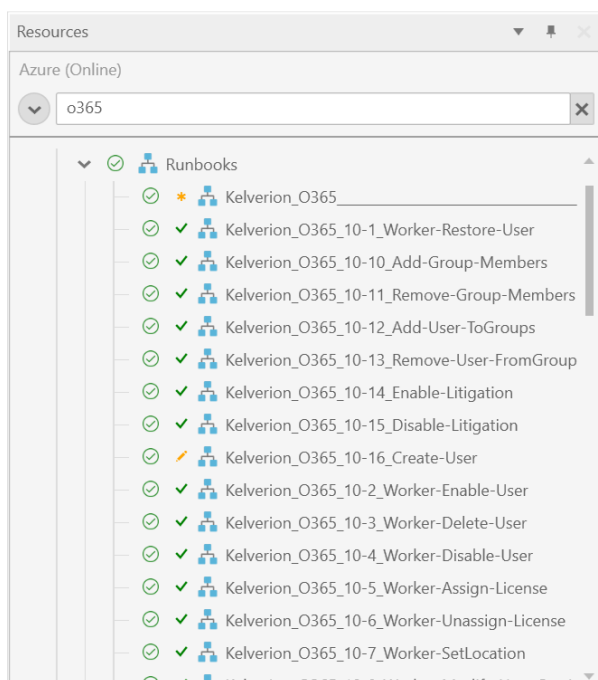 Resources
Azure (Online)
o365
Runbooks
Kelverion_O365______________________________
Kelverion_O365_10-1_Worker-Restore-User
Kelverion_O365_10-10_Add-Group-Members
Kelverion_O365_10-11_Remove-Group-Members
Kelverion_O365_10-12_Add-User-ToGroups
Kelverion_O365_10-13_Remove-User-FromGroup
Kelverion_O365_10-14_Enable-Litigation
Kelverion_O365_10-15_Disable-Litigation
Kelverion_O365_10-16_Create-User
Kelverion_O365_10-2_Worker-Enable-User
Kelverion_O365_10-3_Worker-Delete-User
Kelverion_O365_10-4_Worker-Disable-User
Kelverion_O365_10-5_Worker-Assign-License
Kelverion_O365_10-6_Worker-Unassign-License
Kelverion_O365_10-7_Worker-SetLocation